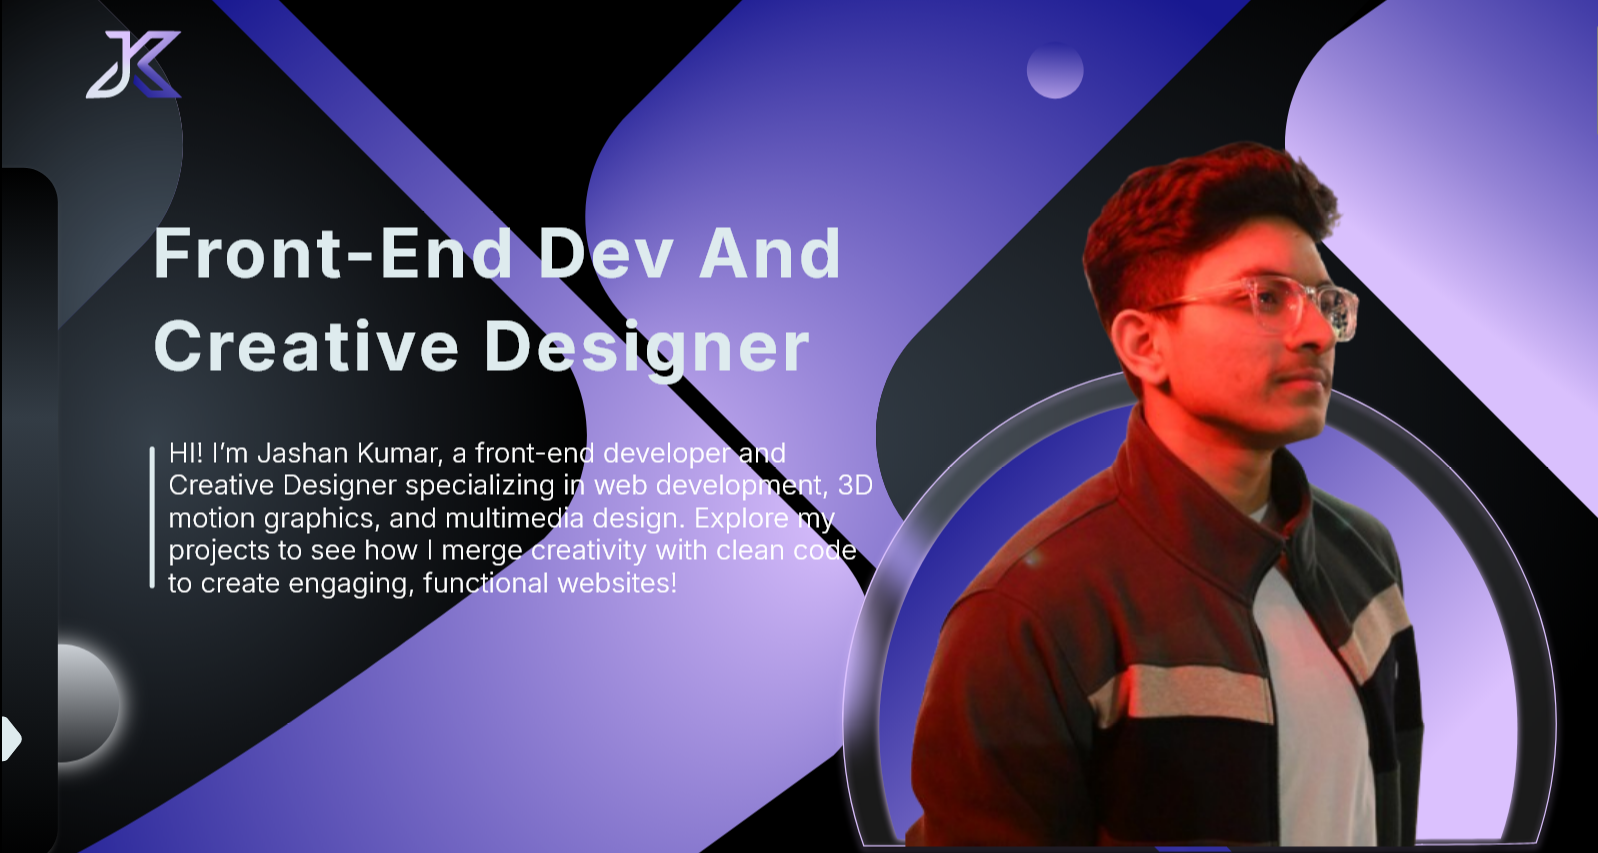 JK
Front-End Dev And
Creative Designer
HI! I’m Jashan Kumar, a front-end developer and
Creative Designer specializing in web development, 3D
motion graphics, and multimedia design. Explore my
projects to see how I merge creativity with clean code
to create engaging, functional websites!